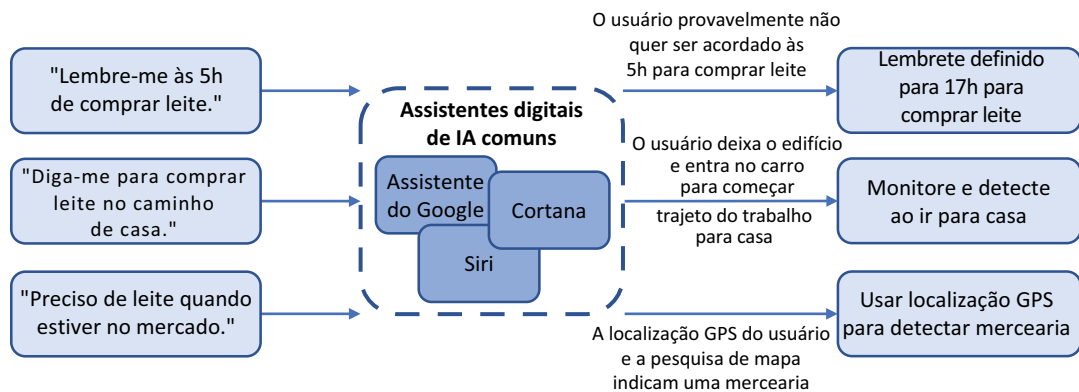 "Lembre-me às 5h
de comprar leite."
"Diga-me para comprar
leite no caminho
de casa."
"Preciso de leite quando
estiver no mercado."
Assistentes digitais
de IA comuns
Assistente
do Google
Cortana
Siri
O usuário provavelmente não
quer ser acordado às
5h para comprar leite
O usuário deixa o edifício
e entra no carro
para começar
trajeto do trabalho
para casa
A localização GPS do usuário
e a pesquisa de mapa
indicam uma mercearia
Lembrete definido
para 17h para
comprar leite
Monitore e detecte
ao ir para casa
Usar localização GPS
para detectar mercearia